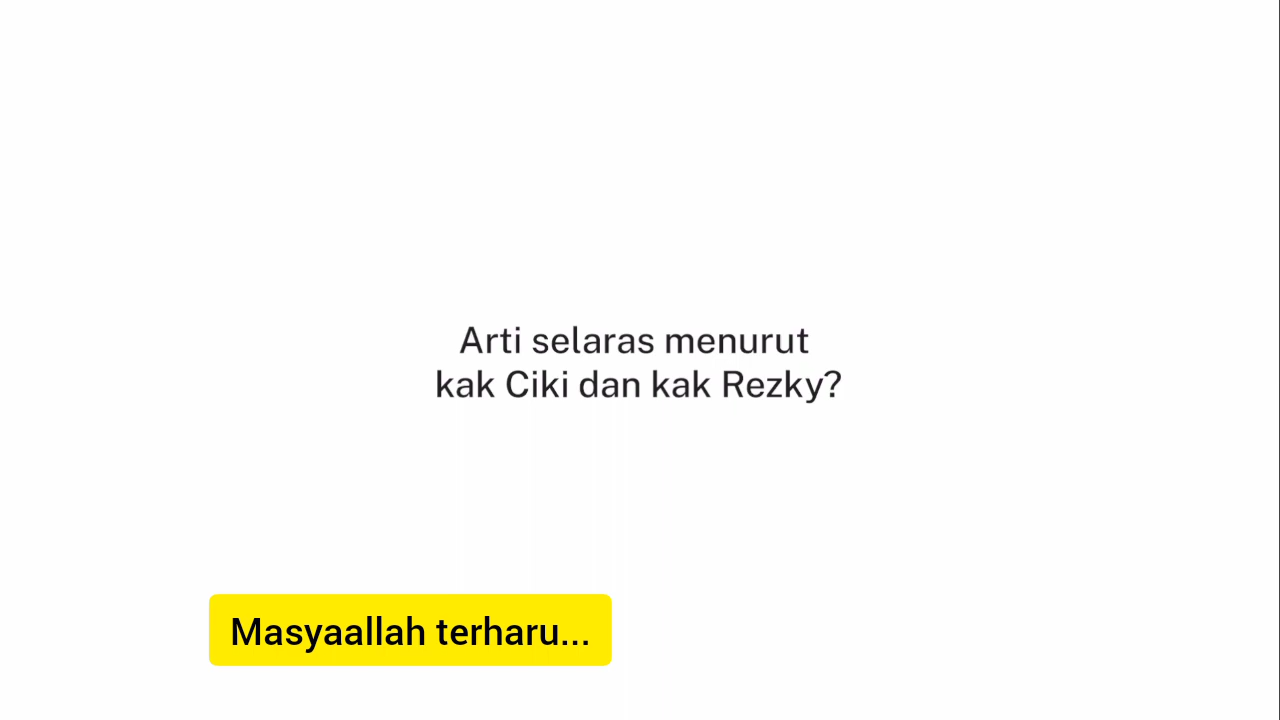 Arti selaras menurut
kak Ciki dan kak Rezky?
Masyaallah terharu...